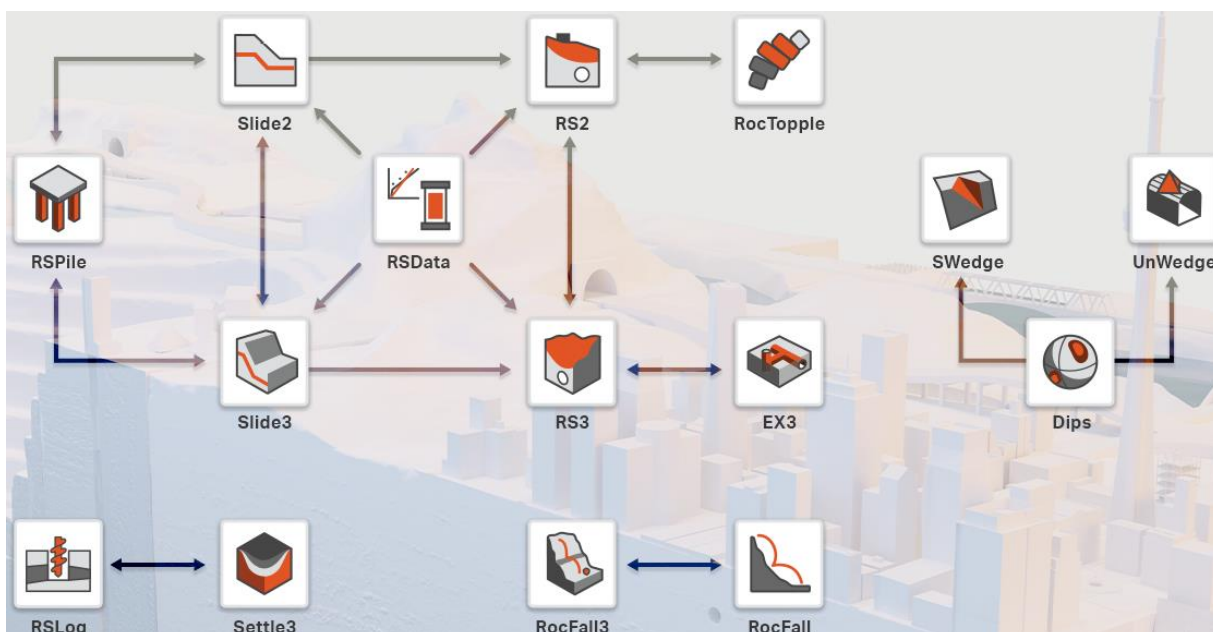 Slide2
RS2
RocTopple
RSPile
RSData
SWedge
UnWedge
Slide3
RS3
EX3
Dips
RSLog
Settle3
RocFall3
RocFall